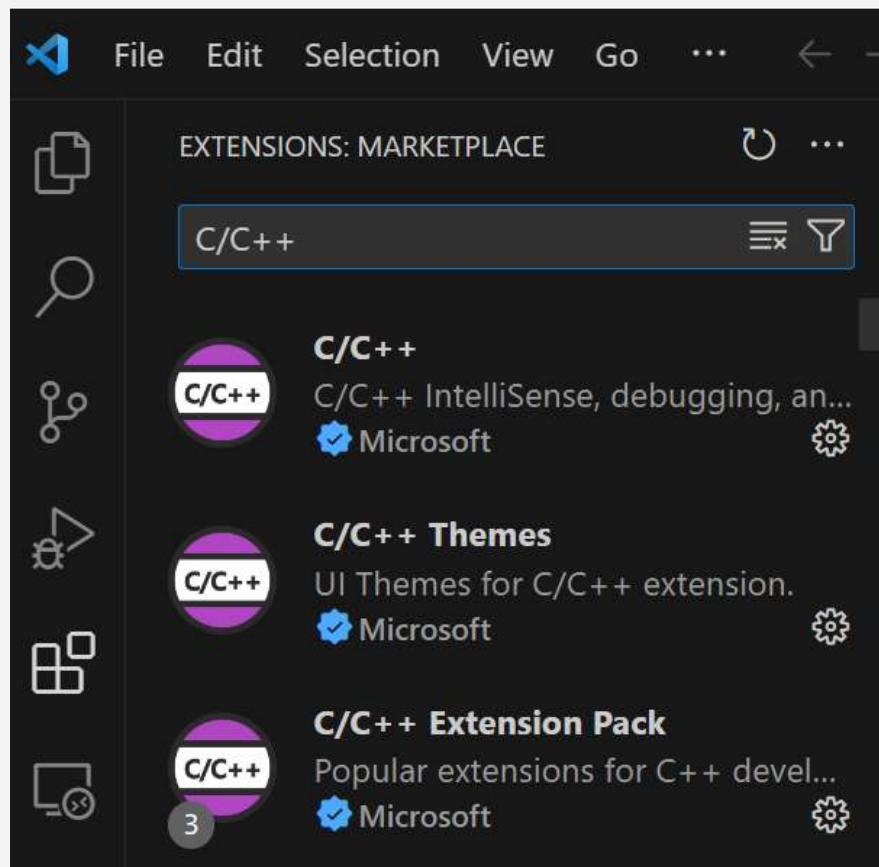 File Edit Selection View Go ...
EXTENSIONS: MARKETPLACE
C/C++
C/C++
C/C++
C/C++ IntelliSense, debugging, an...
Microsoft
C/C++
C/C++ Themes
UI Themes for C/C++ extension.
Microsoft
C/C++
3
C/C++ Extension Pack
Popular extensions for C++ devel...
Microsoft